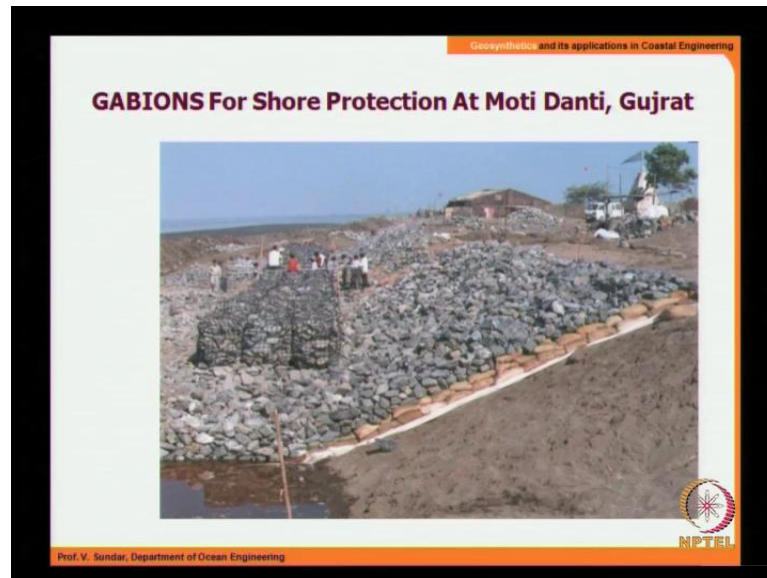 Geosynthetics and its applications in Coastal Engineering
GABIONS For Shore Protection At Moti Danti, Gujrat
NPTEL
Prof. V. Sundar, Department of Ocean Engineering